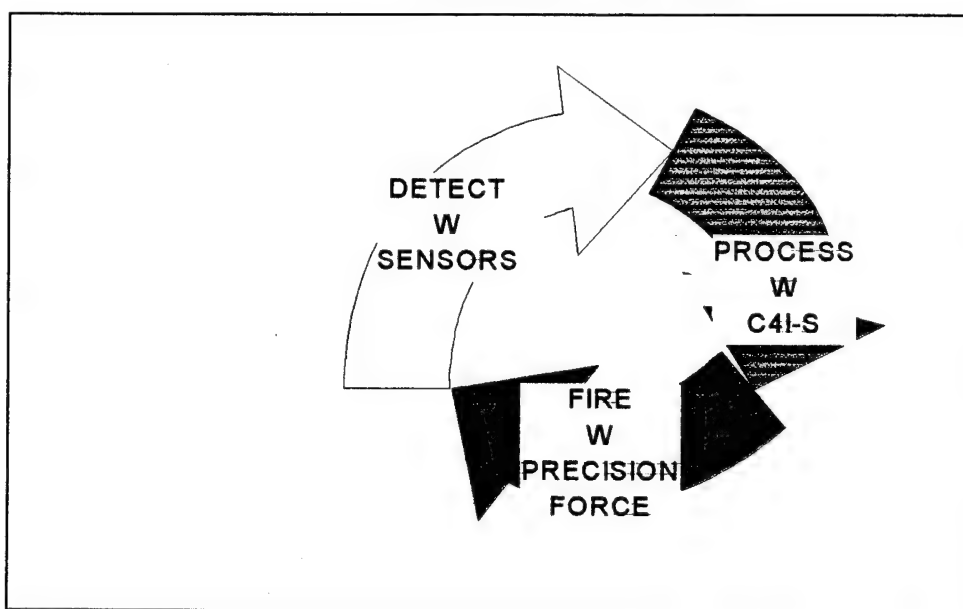 DETECT
W
SENSORS
PROCESS
W
C4I-S
FIRE
W
PRECISION
FORCE